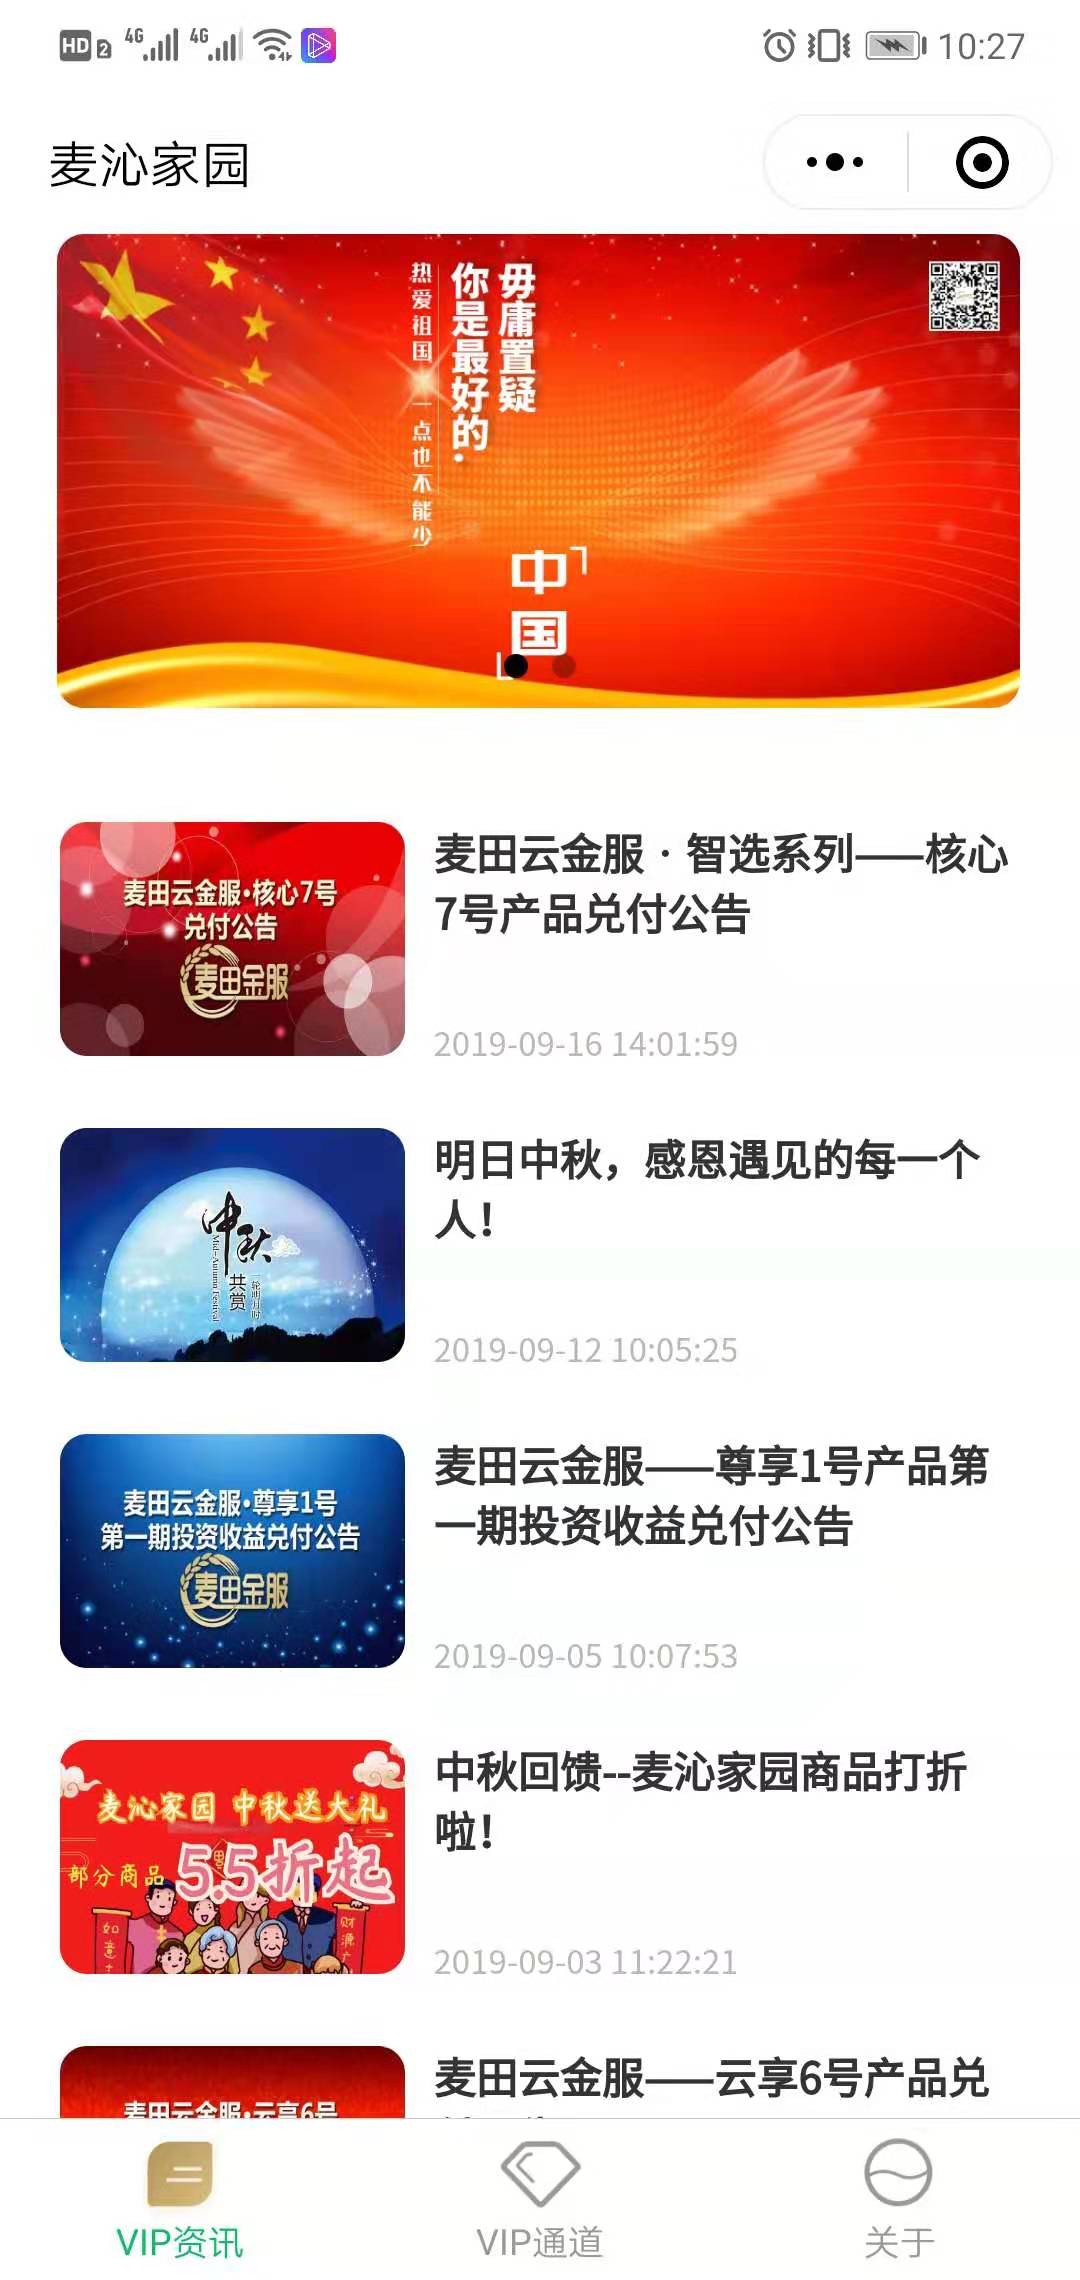 HD 2 4G 4G 10:27
麦沁家园
毋庸置疑
你是最好的
热爱祖国 一点也不能少
中国
麦田云金服·核心7号
兑付公告
麦田金服
麦田云金服·智选系列——核心
7号产品兑付公告
2019-09-16 14:01:59
中秋
Mid-Autumn Festival
共赏
一轮明月时
明日中秋，感恩遇见的每一个
人！
2019-09-12 10:05:25
麦田云金服·尊享1号
第一期投资收益兑付公告
麦田金服
麦田云金服——尊享1号产品第
一期投资收益兑付公告
2019-09-05 10:07:53
麦沁家园 中秋送大礼
部分商品 5.5折起
如意
财源广
中秋回馈--麦沁家园商品打折
啦！
2019-09-03 11:22:21
麦田云金服·云享6号
麦田云金服——云享6号产品兑
VIP资讯
VIP通道
关于